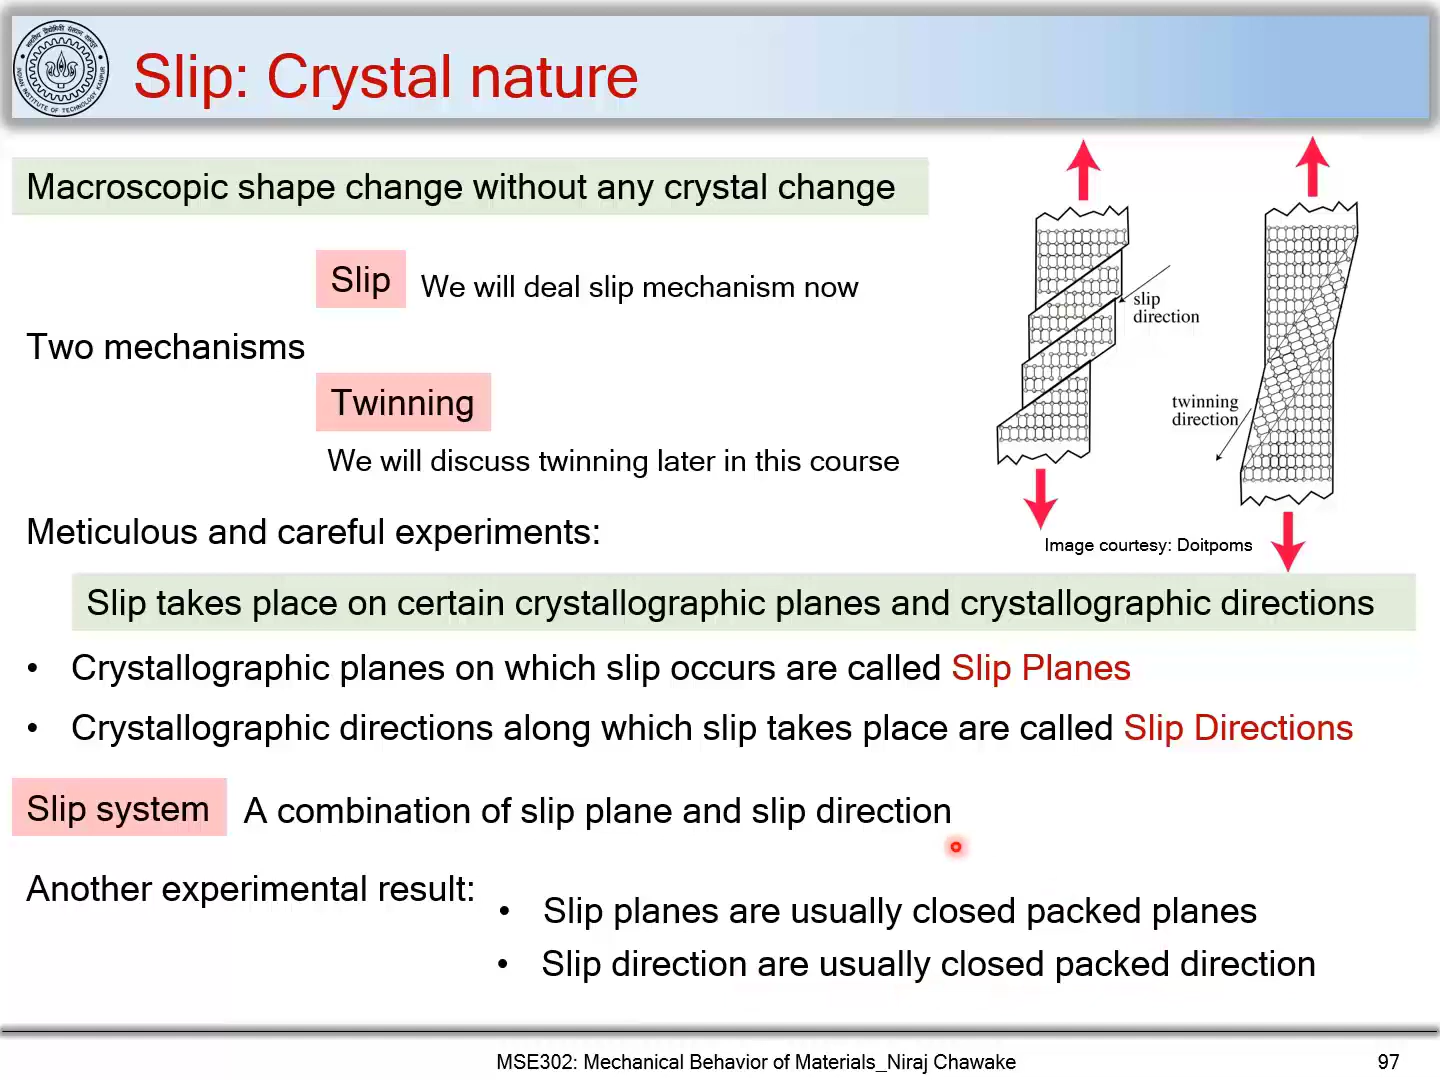 Slip: Crystal nature
Macroscopic shape change without any crystal change
Slip
We will deal slip mechanism now
Two mechanisms
Twinning
We will discuss twinning later in this course
slip
direction
twinning
direction
Image courtesy: Doitpoms
Meticulous and careful experiments:
Slip takes place on certain crystallographic planes and crystallographic directions
• Crystallographic planes on which slip occurs are called Slip Planes
• Crystallographic directions along which slip takes place are called Slip Directions
Slip system A combination of slip plane and slip direction
Another experimental result:
• Slip planes are usually closed packed planes
• Slip direction are usually closed packed direction
MSE302: Mechanical Behavior of Materials_Niraj Chawake
97
INDIAN INSTITUTE OF TECHNOLOGY KANPUR